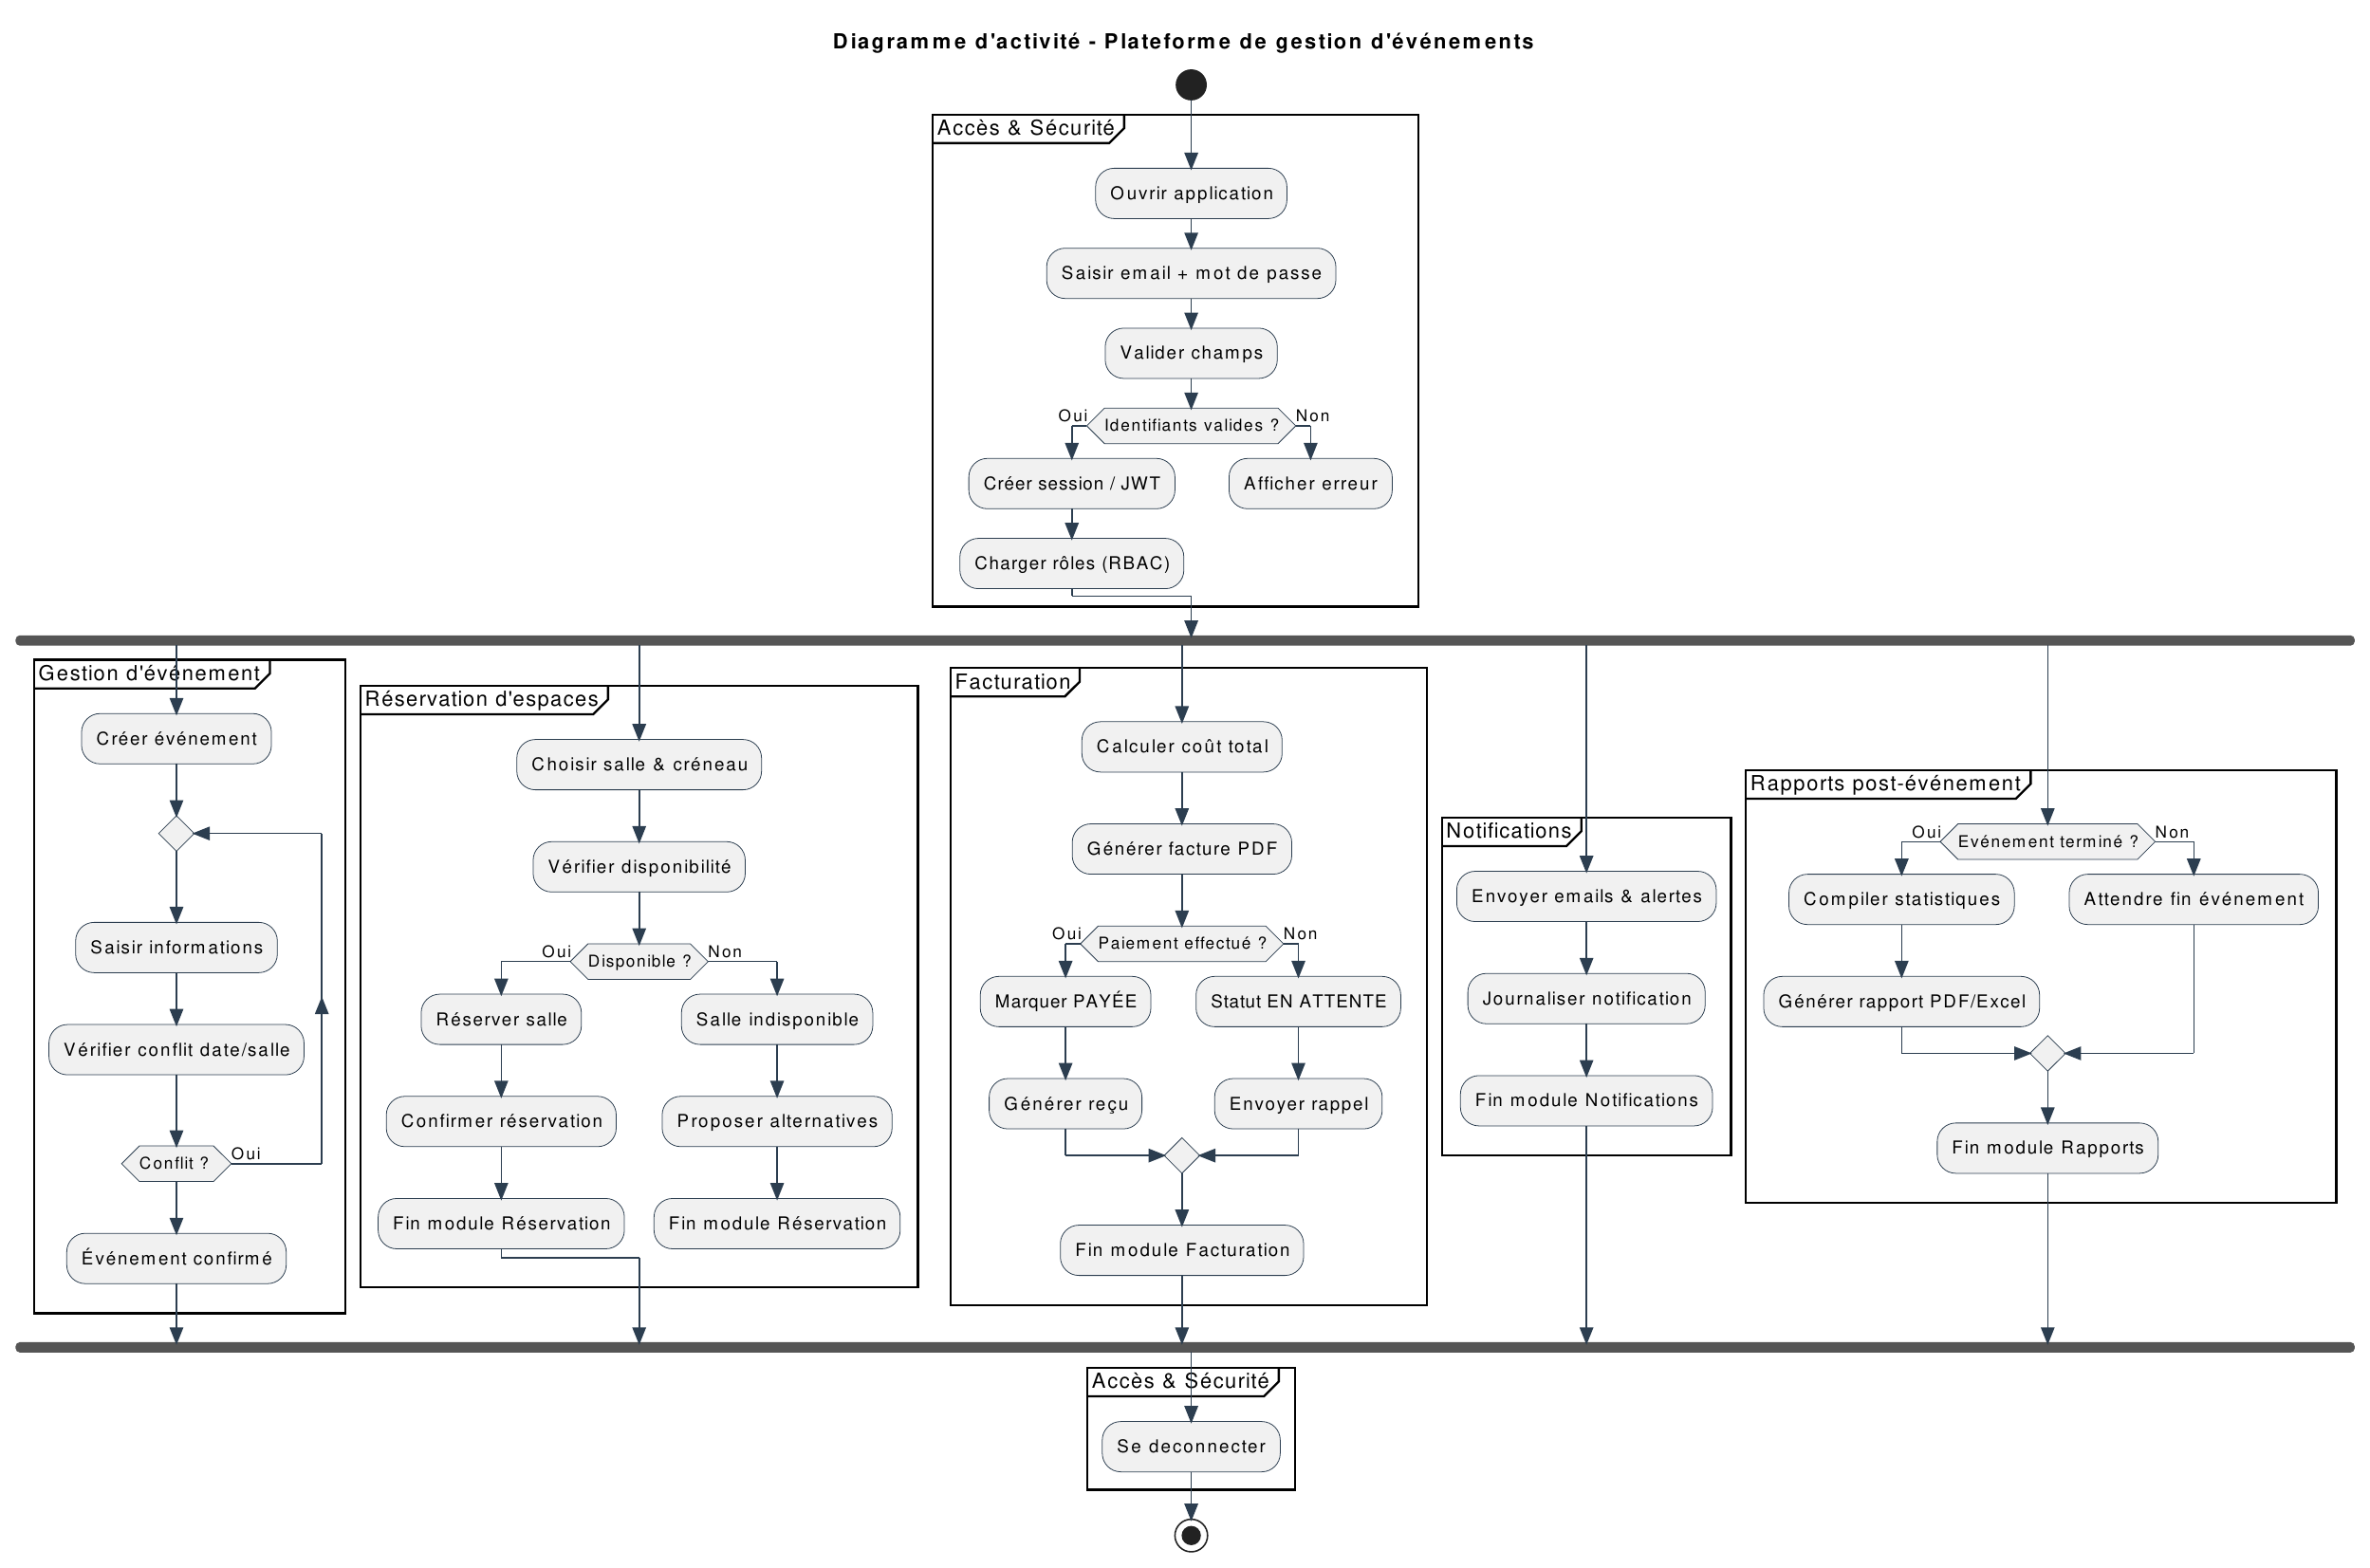 Diagramme d'activité - Plateforme de gestion d'événements
Accès & Sécurité
Ouvrir application
Saisir email + mot de passe
Valider champs
Oui
Identifiants valides ?
Non
Créer session / JWT
Afficher erreur
Charger rôles (RBAC)
Gestion d'événement
Créer événement
Saisir informations
Vérifier conflit date/salle
Conflit ?
Oui
Événement confirmé
Réservation d'espaces
Choisir salle & créneau
Vérifier disponibilité
Oui
Disponible ?
Non
Réserver salle
Salle indisponible
Confirmer réservation
Proposer alternatives
Fin module Réservation
Fin module Réservation
Facturation
Calculer coût total
Générer facture PDF
Oui
Paiement effectué ?
Non
Marquer PAYÉE
Statut EN ATTENTE
Générer reçu
Envoyer rappel
Fin module Facturation
Notifications
Envoyer emails & alertes
Journaliser notification
Fin module Notifications
Rapports post-événement
Oui
Evénement terminé ?
Non
Compiler statistiques
Attendre fin événement
Générer rapport PDF/Excel
Fin module Rapports
Accès & Sécurité
Se deconnecter